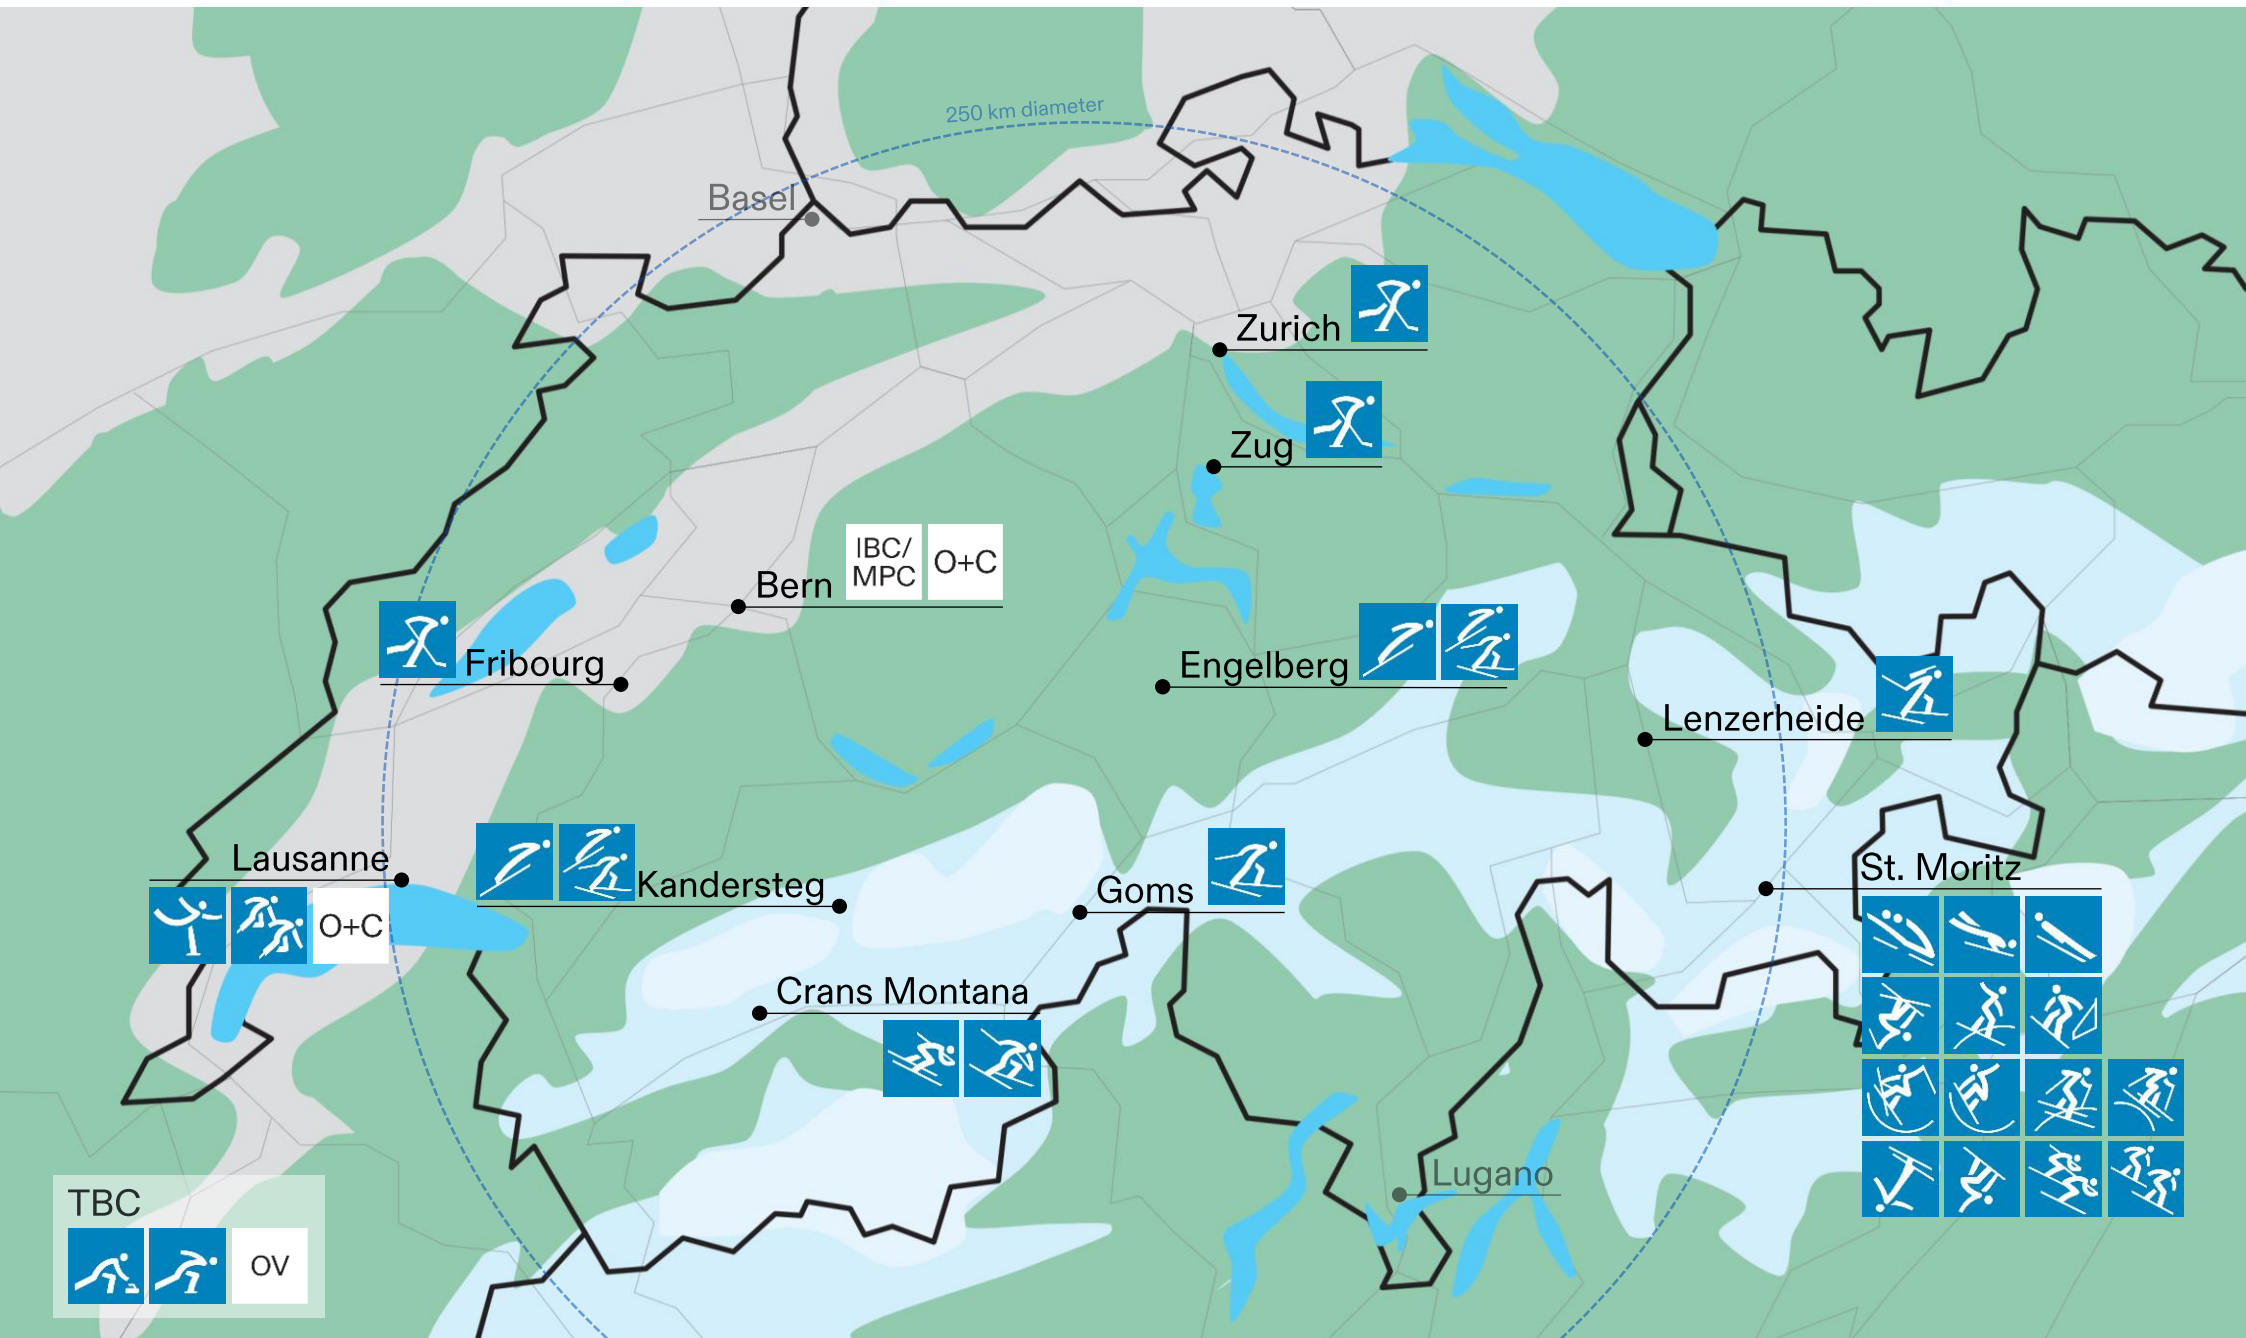 250 km diameter
Basel
Zurich
Zug
IBC/
MPC
O+C
Bern
Fribourg
Engelberg
Lenzerheide
Lausanne
O+C
Kandersteg
Goms
St. Moritz
Crans Montana
Lugano
TBC
OV